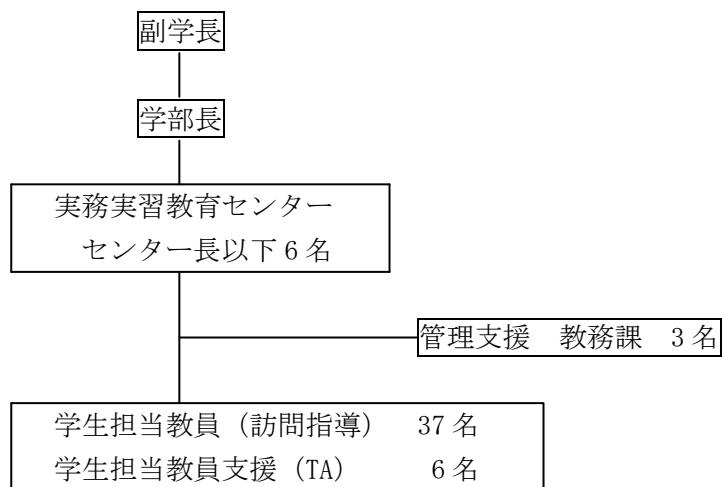 副学長
学部長
実務実習教育センター
センター長以下 6 名
管理支援　教務課　3 名
学生担当教員（訪問指導）　37 名
学生担当教員支援（TA）　6 名